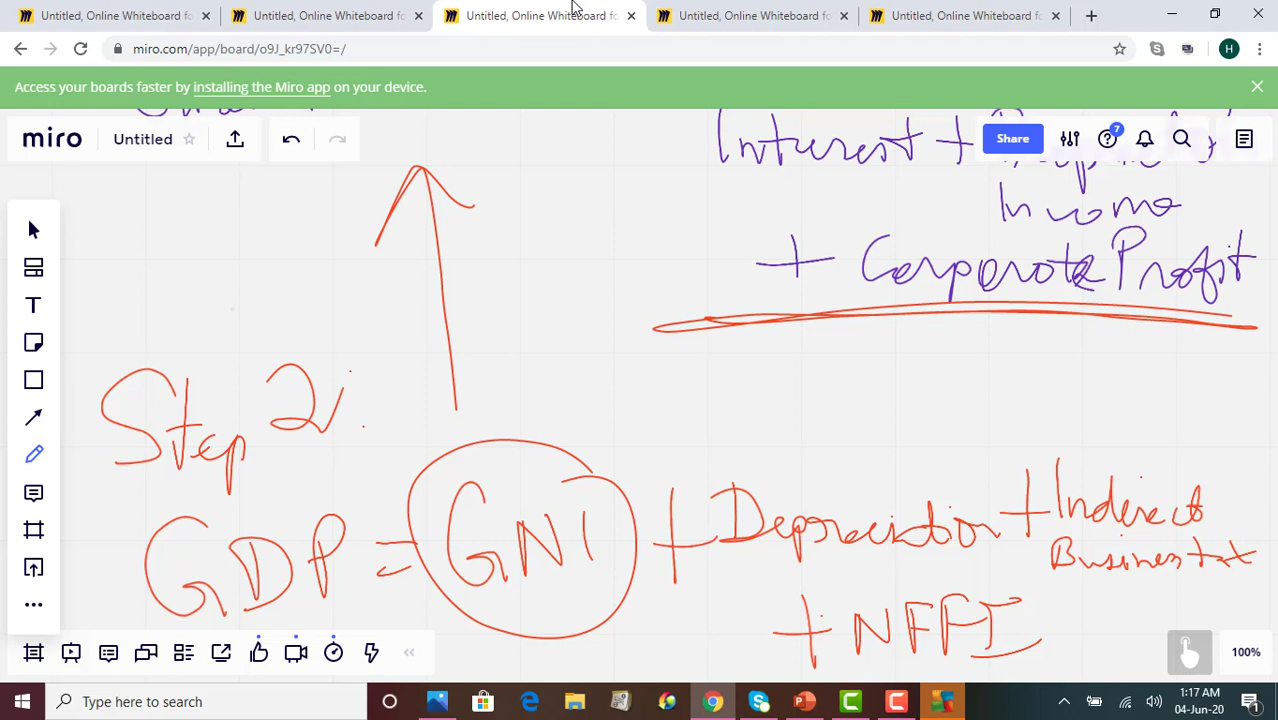 Untitled, Online Whiteboard fo
Untitled, Online Whiteboard fo
Untitled, Online Whiteboard fo
Untitled, Online Whiteboard fo
Untitled, Online Whiteboard fo
miro.com/app/board/o9J_kr97SV0=/
H
Access your boards faster by installing the Miro app on your device.
miro
Untitled
Share
7
Interest +
Income
+ Corporate Profit
Step 2:
GDP = GNI + Depreciation + Indirect
Business t
+ NFFI
100%
Type here to search
1:17 AM
04-Jun-20
1